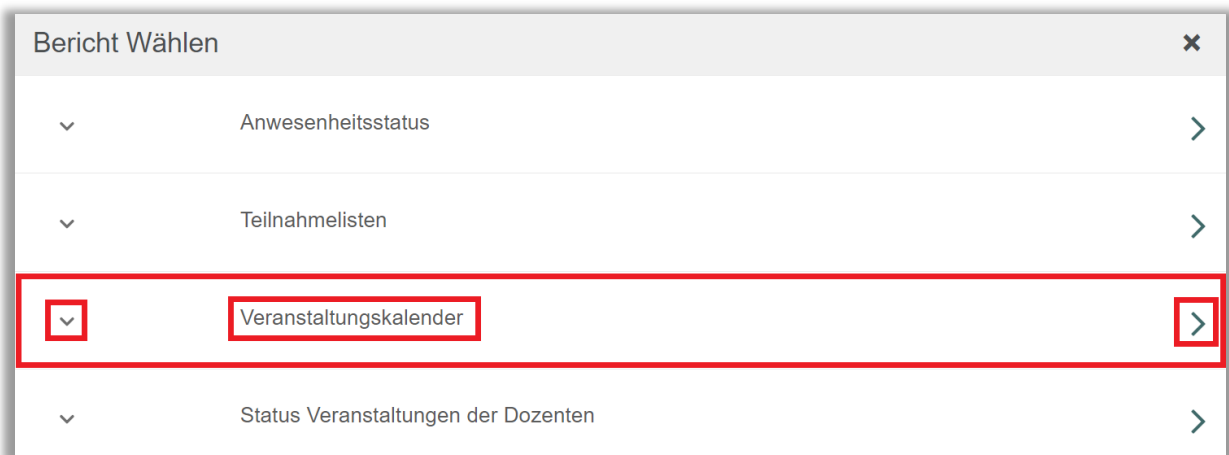 Bericht Wählen
Anwesenheitsstatus
Teilnahmelisten
Veranstaltungskalender
Status Veranstaltungen der Dozenten